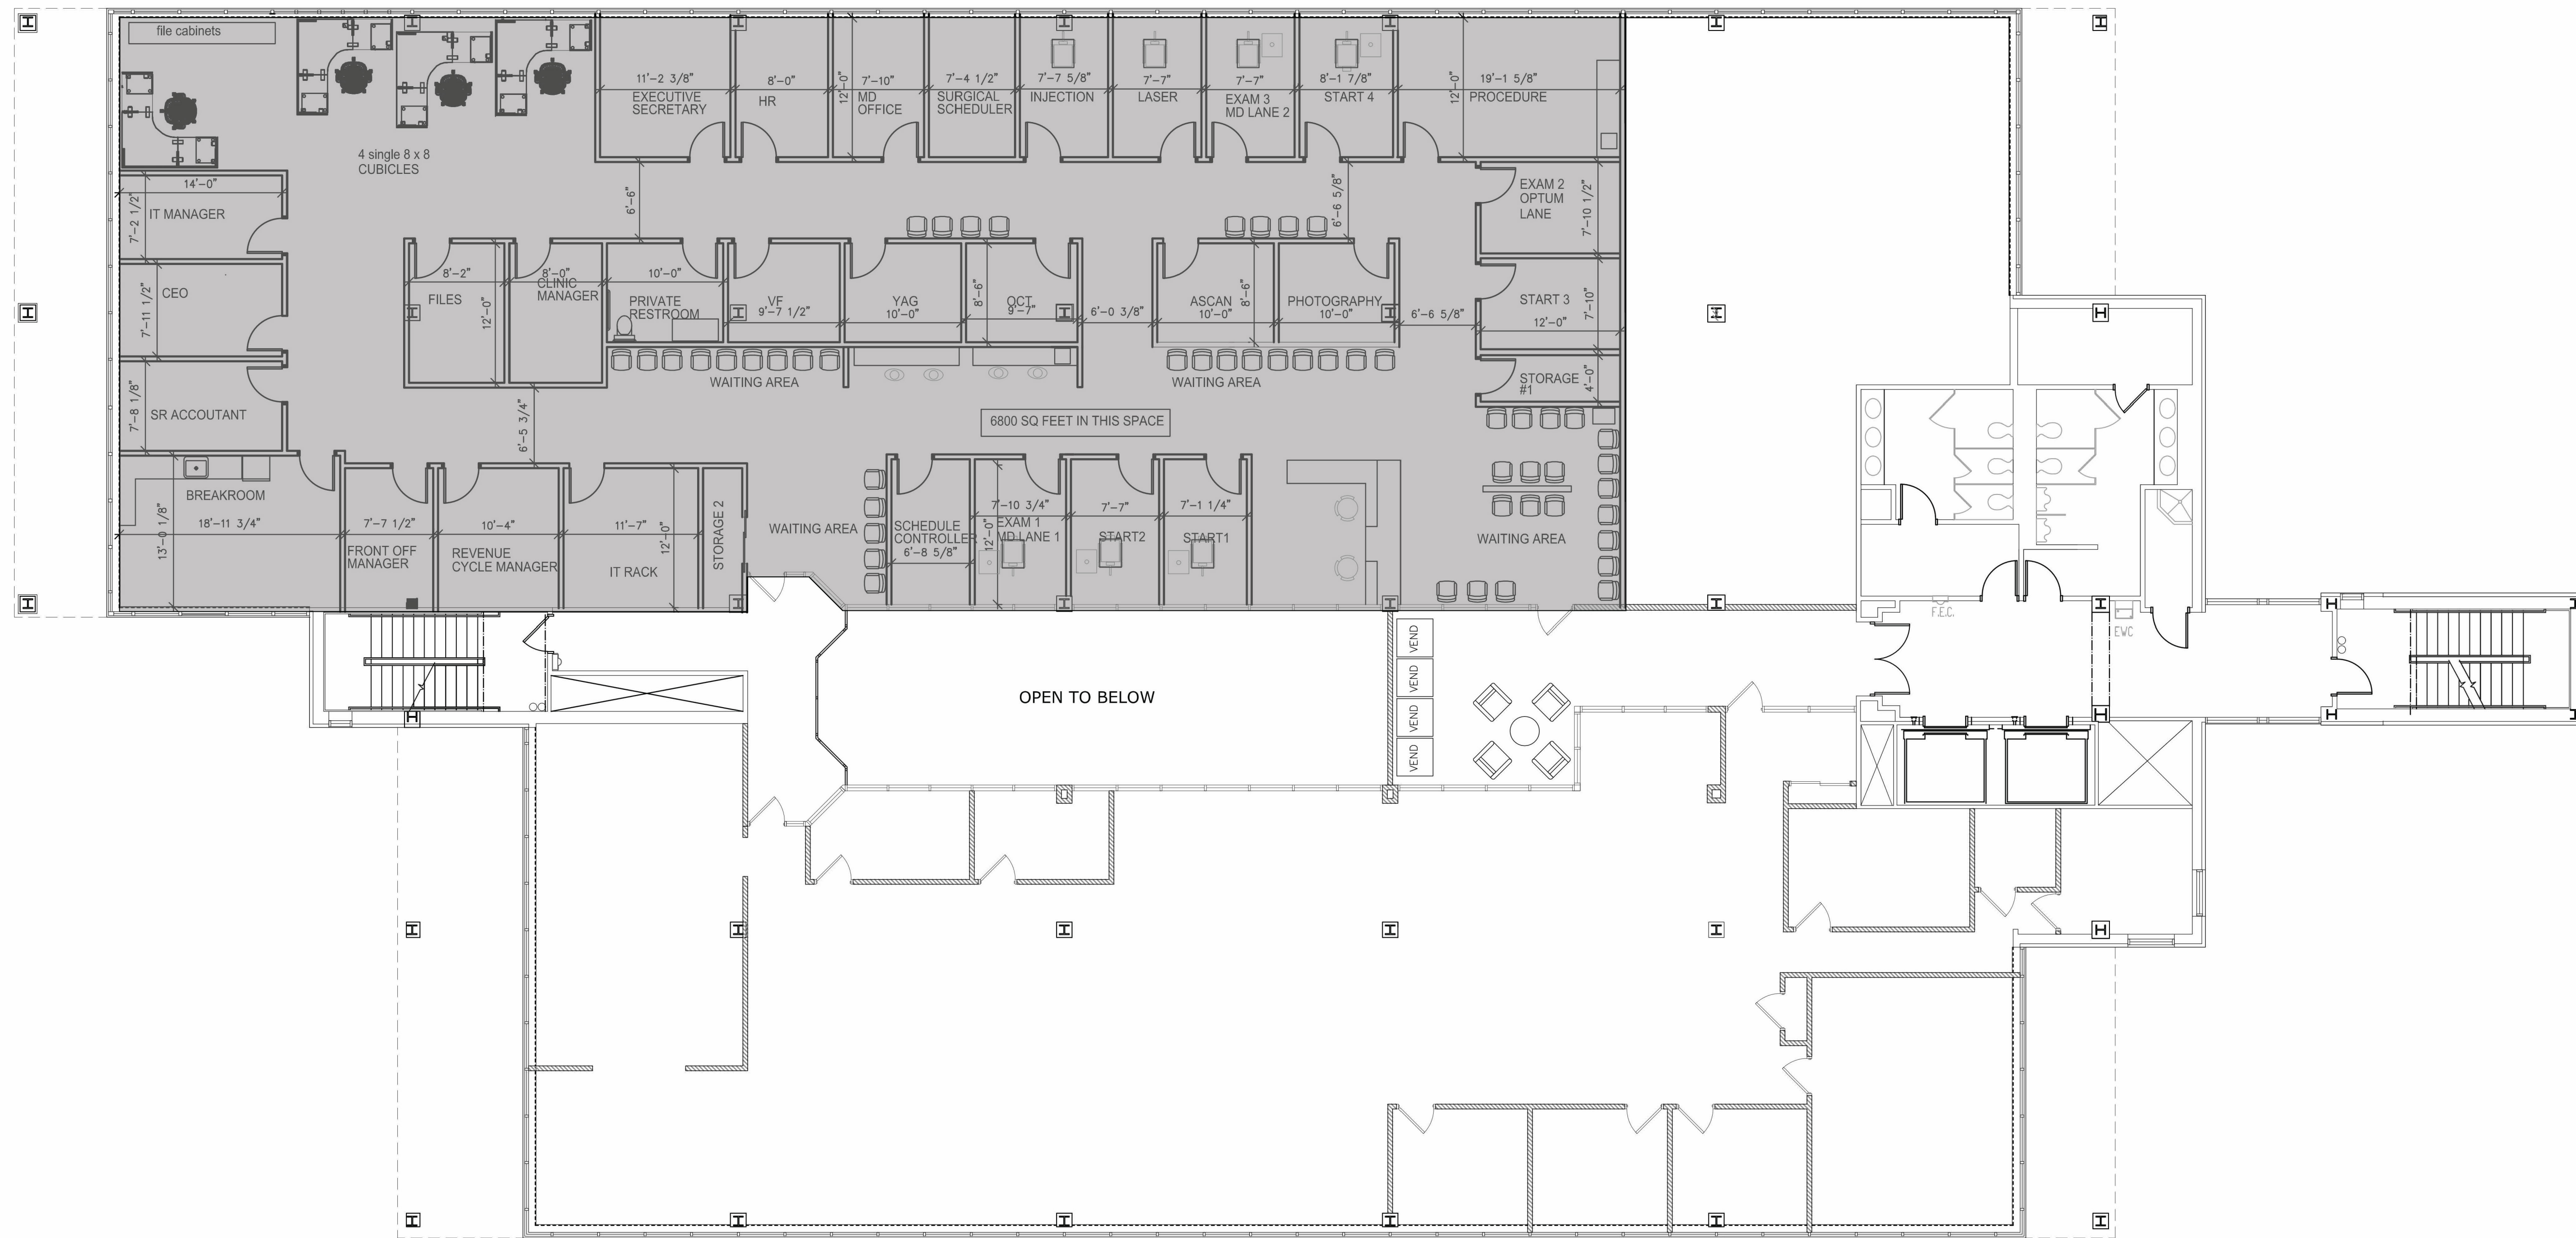 file cabinets
4 single 8 x 8
CUBICLES
11'-2 3/8"
EXECUTIVE
SECRETARY
8'-0"
HR
12'-0"
7'-10"
MD
OFFICE
7'-4 1/2"
SURGICAL
SCHEDULER
7'-7 5/8"
INJECTION
7'-7"
LASER
7'-7"
EXAM 3
MD LANE 2
8'-1 7/8"
START 4
12'-0"
19'-1 5/8"
PROCEDURE
14'-0"
IT MANAGER
7'-2 1/2"
6'-6"
6'-6 5/8"
EXAM 2
OPTUM
LANE
7'-10 1/2"
CEO
7'-11 1/2"
8'-2"
FILES
12'-0"
8'-0"
CLINIC
MANAGER
10'-0"
PRIVATE
RESTROOM
VF
9'-7 1/2"
YAG
10'-0"
8'-6"
OCT
9'-7"
6'-0 3/8"
ASCAN
10'-0"
8'-6"
PHOTOGRAPHY
10'-0"
6'-6 5/8"
START 3
12'-0"
7'-10"
SR ACCOUTANT
7'-8 1/8"
6'-5 3/4"
WAITING AREA
WAITING AREA
STORAGE
#1
4'-0"
6800 SQ FEET IN THIS SPACE
BREAKROOM
18'-11 3/4"
13'-0 1/8"
7'-7 1/2"
FRONT OFF
MANAGER
10'-4"
REVENUE
CYCLE MANAGER
11'-7"
IT RACK
12'-0"
STORAGE 2
WAITING AREA
SCHEDULE
CONTROLLER
6'-8 5/8"
12'-0"
7'-10 3/4"
EXAM 1
MD LANE 1
7'-7"
START2
7'-1 1/4"
START1
WAITING AREA
F.E.C.
EWC
OPEN TO BELOW
VEND
VEND
VEND
VEND